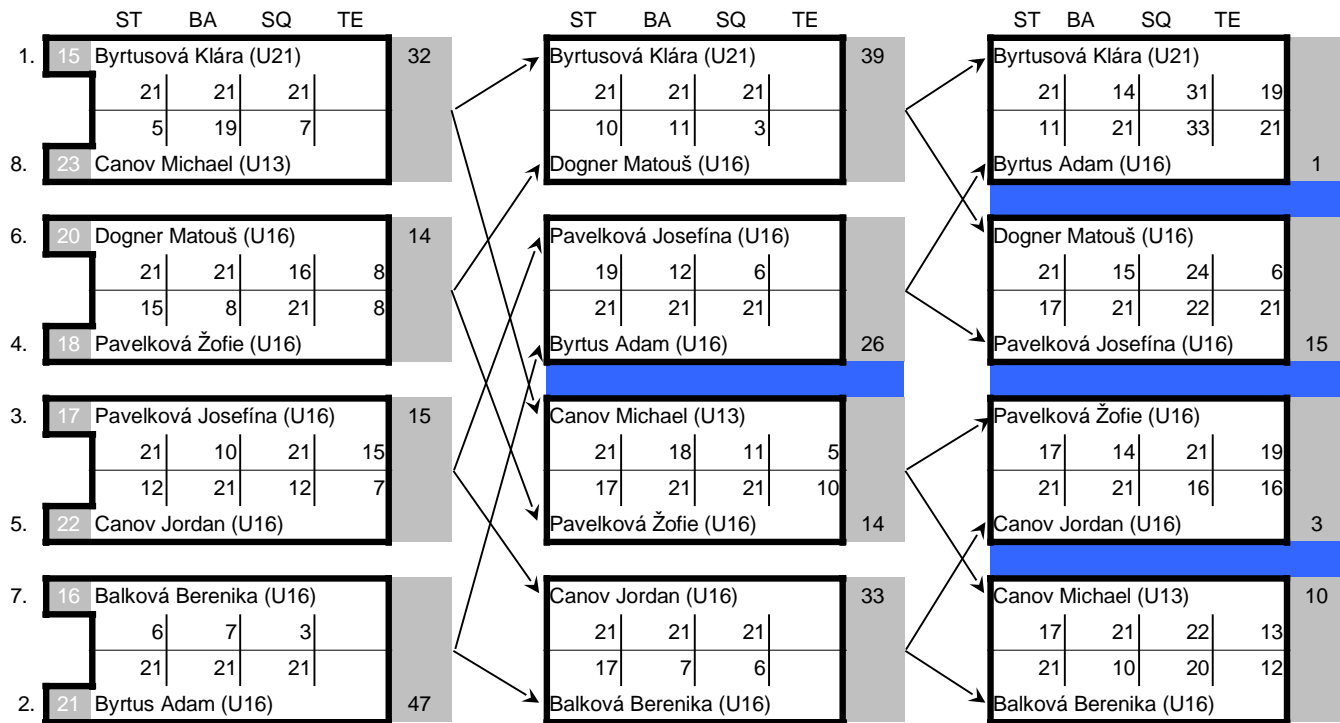 ST BA SQ TE ST BA SQ TE ST BA SQ TE
1. 15 Byrtusová Klára (U21) 32 Byrtusová Klára (U21) 39 Byrtusová Klára (U21)
21 21 21 21 21 21 21 14 31 19
5 19 7 10 11 3 11 21 33 21
8. 23 Canov Michael (U13) Dogner Matouš (U16) Byrtus Adam (U16) 1
6. 20 Dogner Matouš (U16) 14 Pavelková Josefína (U16) Dogner Matouš (U16)
21 21 16 8 19 12 6 21 15 24 6
15 8 21 8 21 21 21 17 21 22 21
4. 18 Pavelková Žofie (U16) Byrtus Adam (U16) 26 Pavelková Josefína (U16) 15
3. 17 Pavelková Josefína (U16) 15 Canov Michael (U13) Pavelková Žofie (U16)
21 10 21 15 21 18 11 5 17 14 21 19
12 21 12 7 17 21 21 10 21 21 16 16
5. 22 Canov Jordan (U16) Pavelková Žofie (U16) 14 Canov Jordan (U16) 3
7. 16 Balková Berenika (U16) Canov Jordan (U16) 33 Canov Michael (U13) 10
6 7 3 21 21 21 17 21 22 13
21 21 21 17 7 6 21 10 20 12
2. 21 Byrtus Adam (U16) 47 Balková Berenika (U16) Balková Berenika (U16)